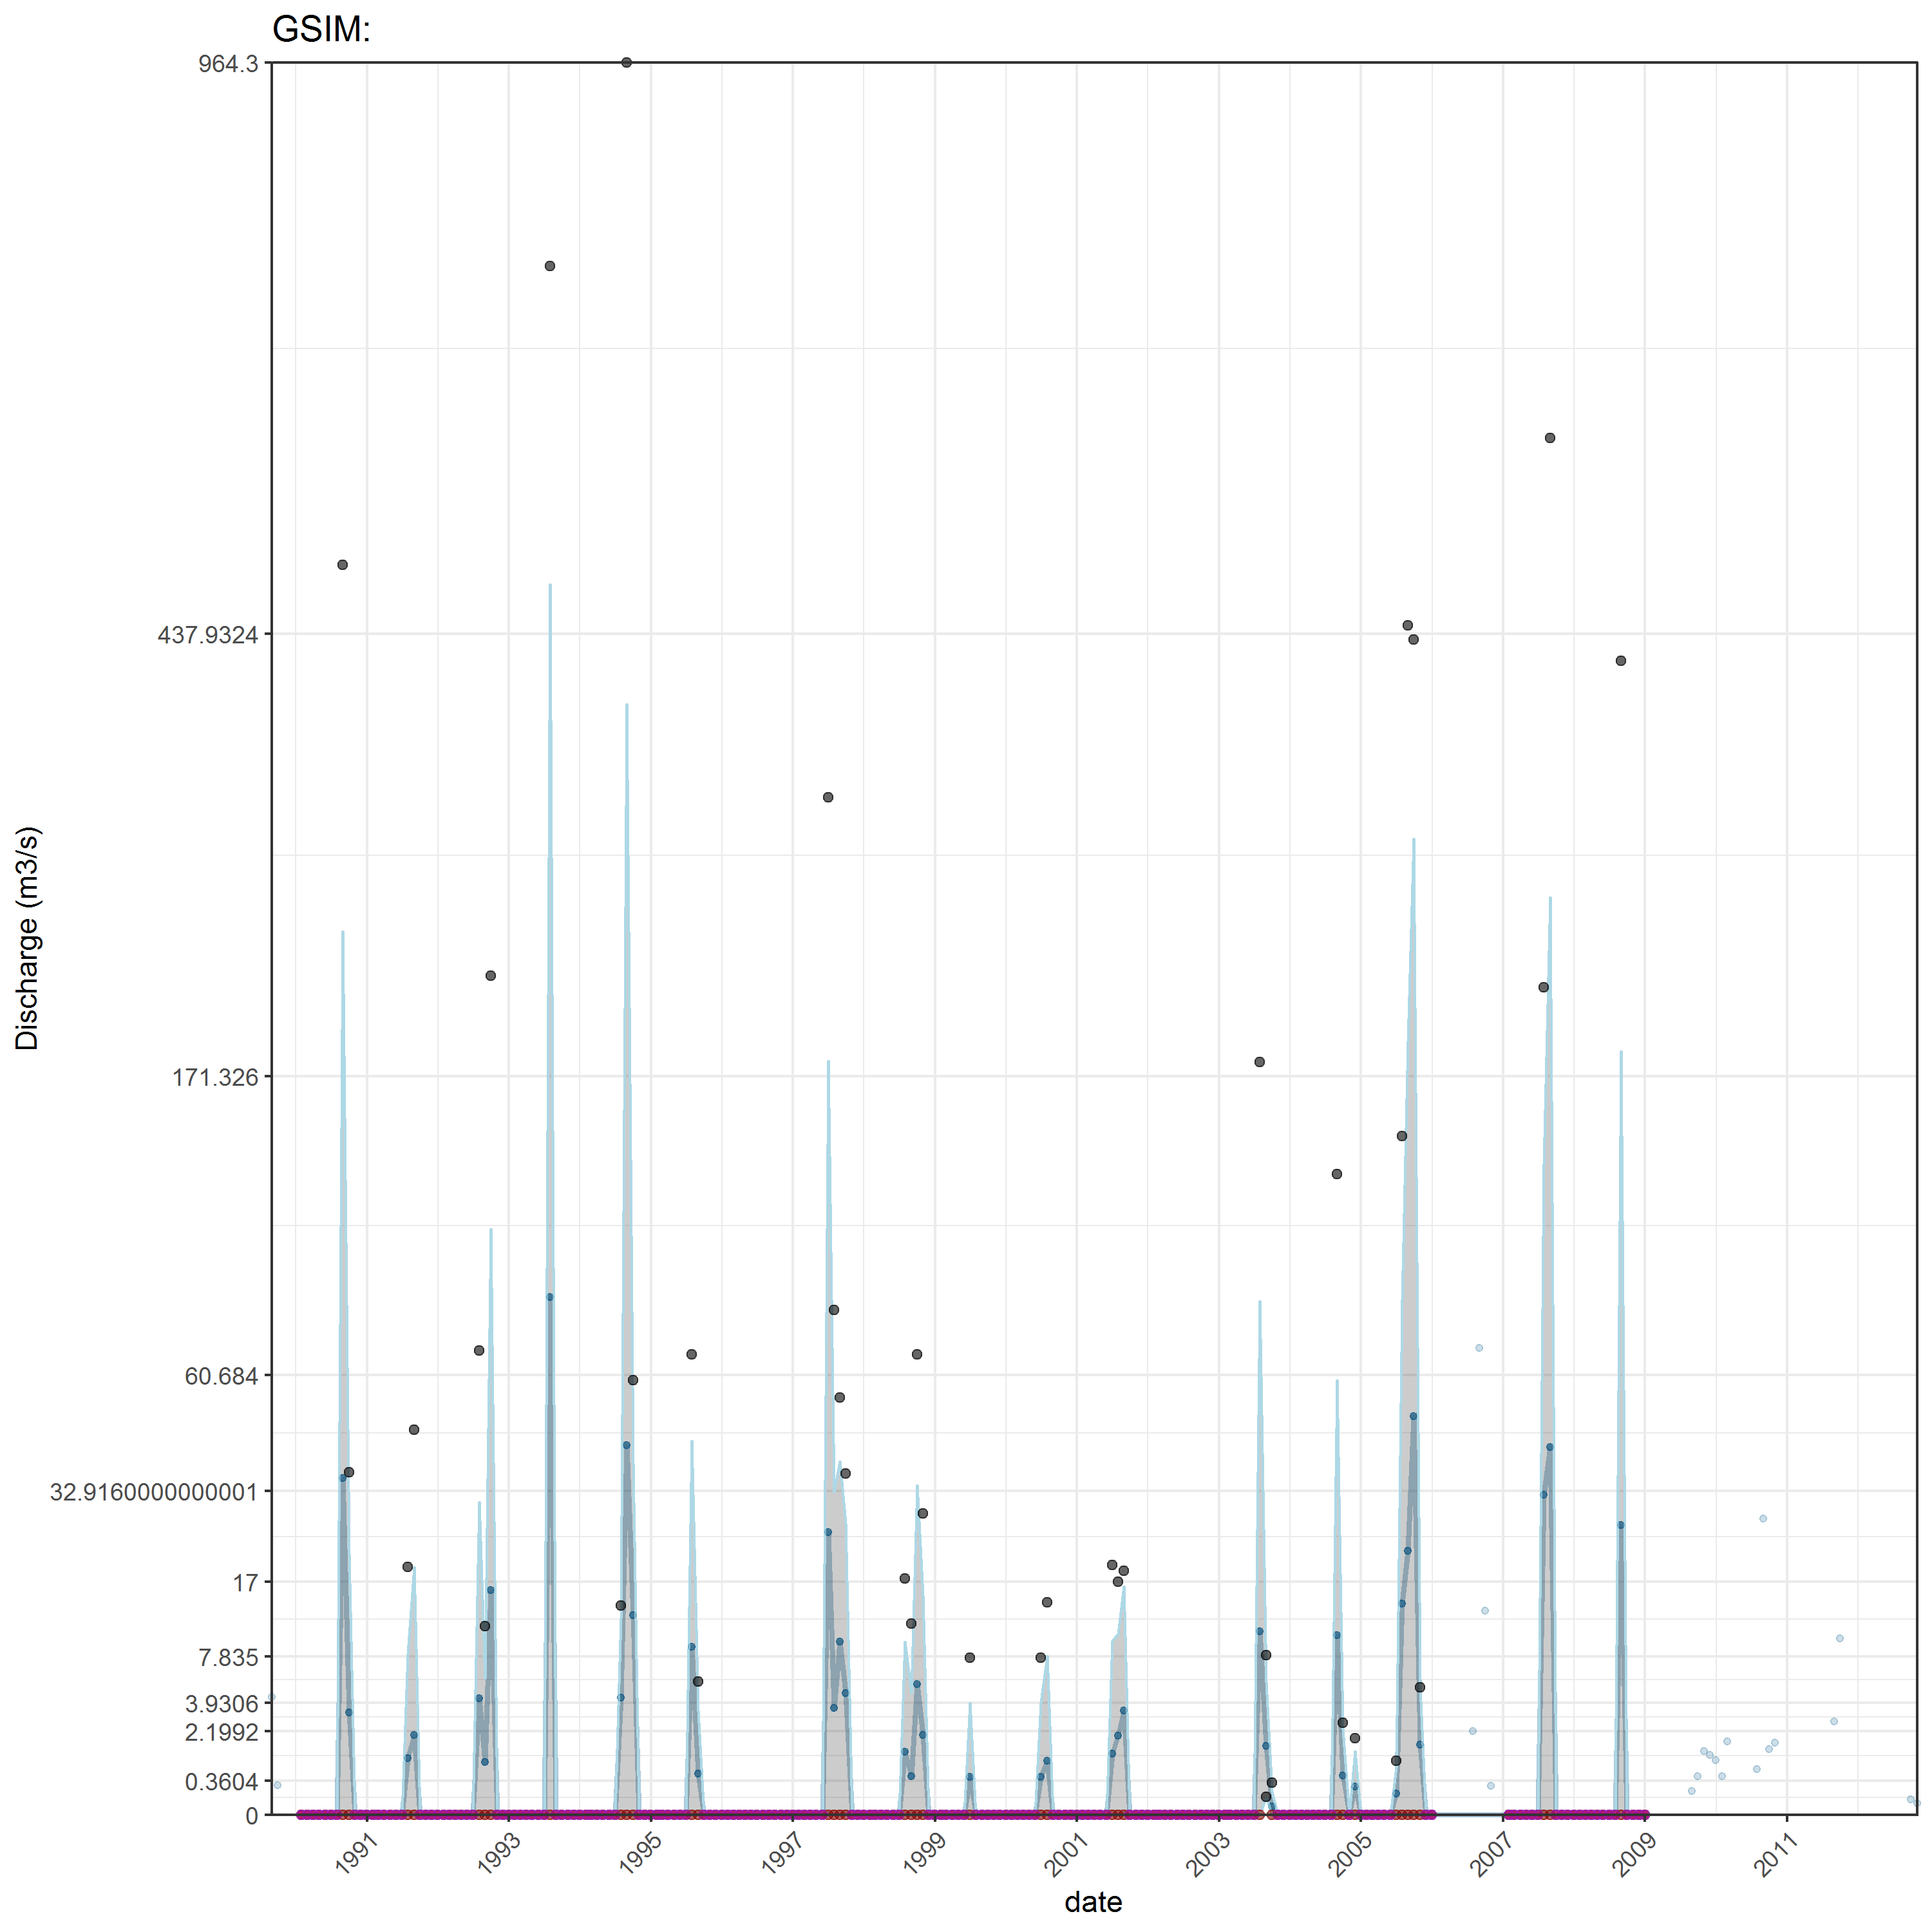 GSIM:
964.3
437.9324
171.326
60.684
32.9160000000001
17
7.835
3.9306
2.1992
0.3604
0
Discharge (m3/s)
1991 1993 1995 1997 1999 2001 2003 2005 2007 2009 2011
date